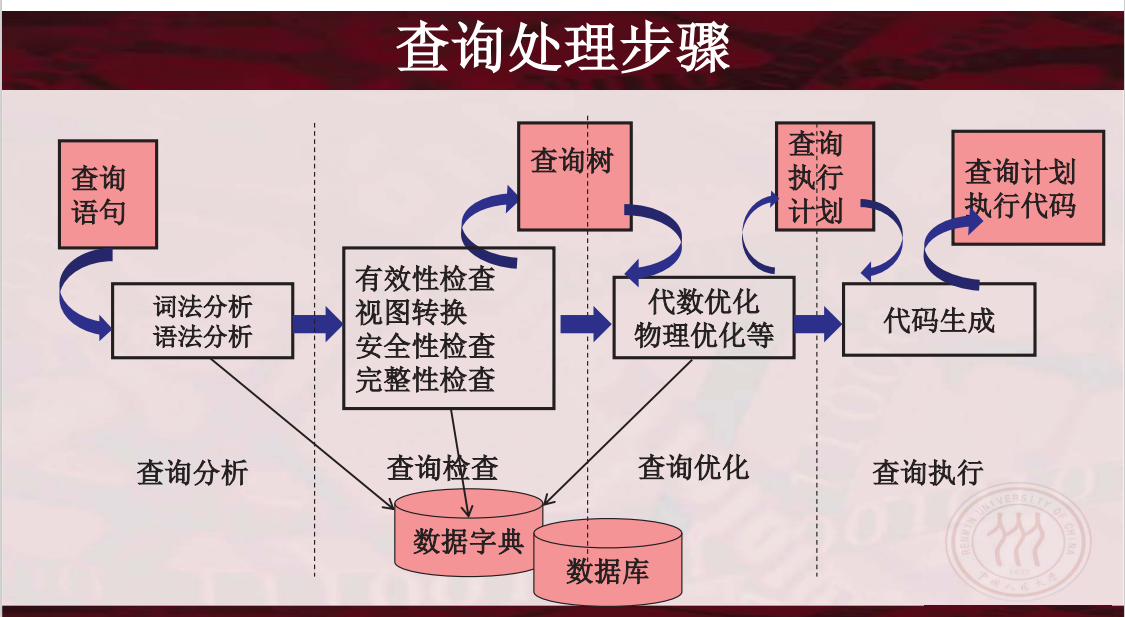 查询处理步骤
查询
语句
查询树
查询
执行
计划
查询计划
执行代码
词法分析
语法分析
有效性检查
视图转换
安全性检查
完整性检查
代数优化
物理优化等
代码生成
查询分析
查询检查
查询优化
查询执行
数据字典
数据库
RENMIN UNIVERSITY OF CHINA